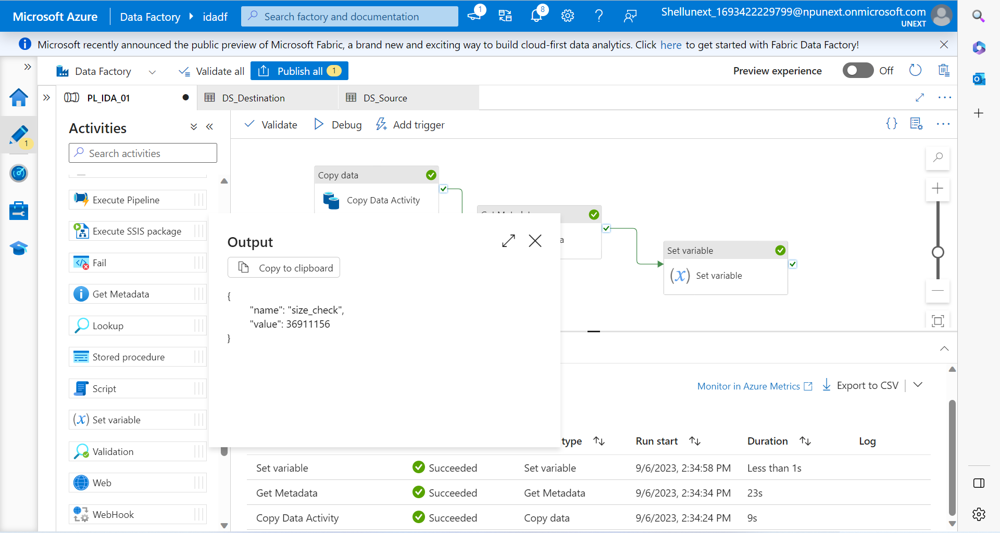 Microsoft Azure
Data Factory
idadf
Search factory and documentation
1
8
Shellunext_1693422229799@npunext.onmicrosoft.com
UNEXT
Microsoft recently announced the public preview of Microsoft Fabric, a brand new and exciting way to build cloud-first data analytics. Click here to get started with Fabric Data Factory!
Data Factory
Validate all
Publish all 1
Preview experience
Off
PL_IDA_01
DS_Destination
DS_Source
Activities
Validate
Debug
Add trigger
1
Search activities
Execute Pipeline
Execute SSIS package
Fail
Get Metadata
Lookup
Stored procedure
Script
Set variable
Validation
Web
WebHook
Copy data
Copy Data Activity
a
Set variable
Set variable
Output
Copy to clipboard
{
"name": "size_check",
"value": 36911156
}
Monitor in Azure Metrics
Export to CSV
type Run start Duration Log
Set variable Succeeded Set variable 9/6/2023, 2:34:58 PM Less than 1s
Get Metadata Succeeded Get Metadata 9/6/2023, 2:34:34 PM 23s
Copy Data Activity Succeeded Copy data 9/6/2023, 2:34:24 PM 9s